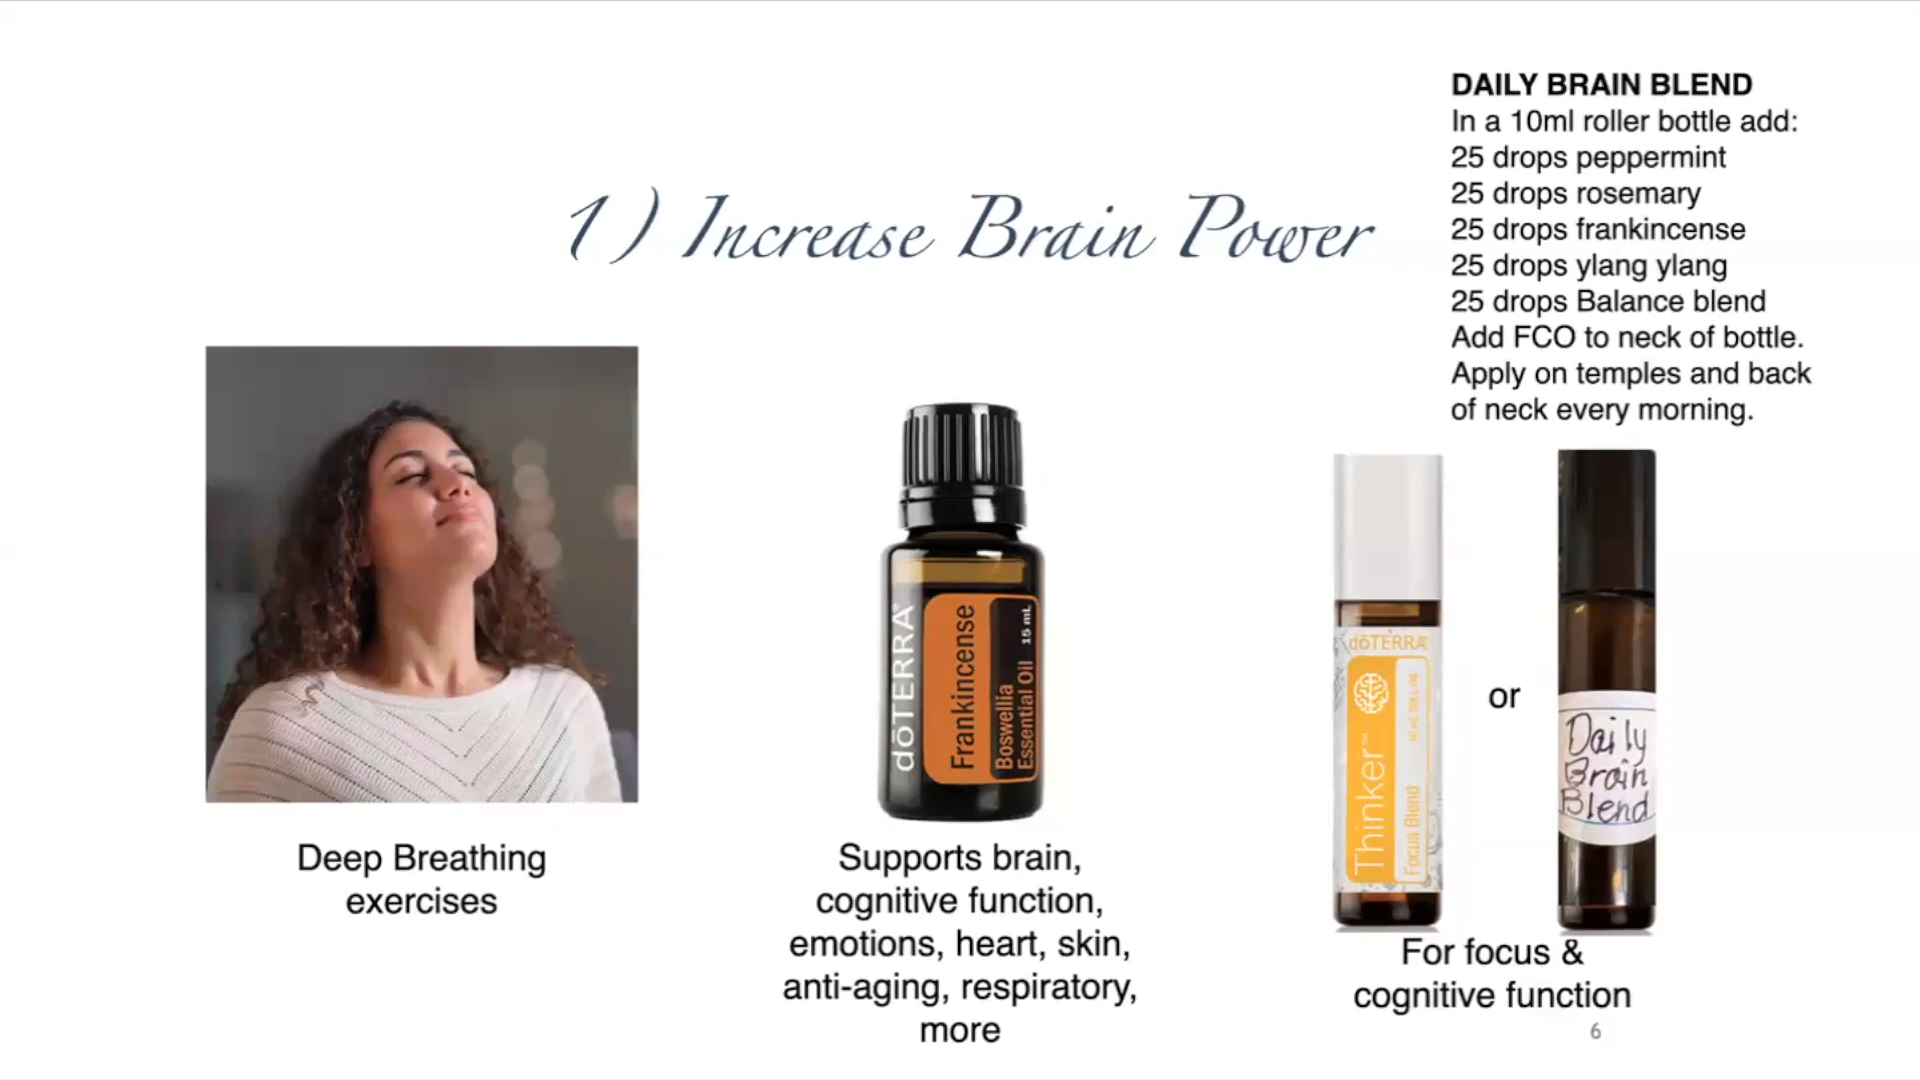 DAILY BRAIN BLEND
In a 10ml roller bottle add:
25 drops peppermint
25 drops rosemary
25 drops frankincense
25 drops ylang ylang
25 drops Balance blend
Add FCO to neck of bottle.
Apply on temples and back
of neck every morning.
1) Increase Brain Power
Deep Breathing
exercises
dōTERRA
Frankincense
Boswellia
Essential Oil
15 mL
Supports brain,
cognitive function,
emotions, heart, skin,
anti-aging, respiratory,
more
dōTERRA
Thinker™
Focus Blend
or
Daily
Brain
Blend
For focus &
cognitive function
6